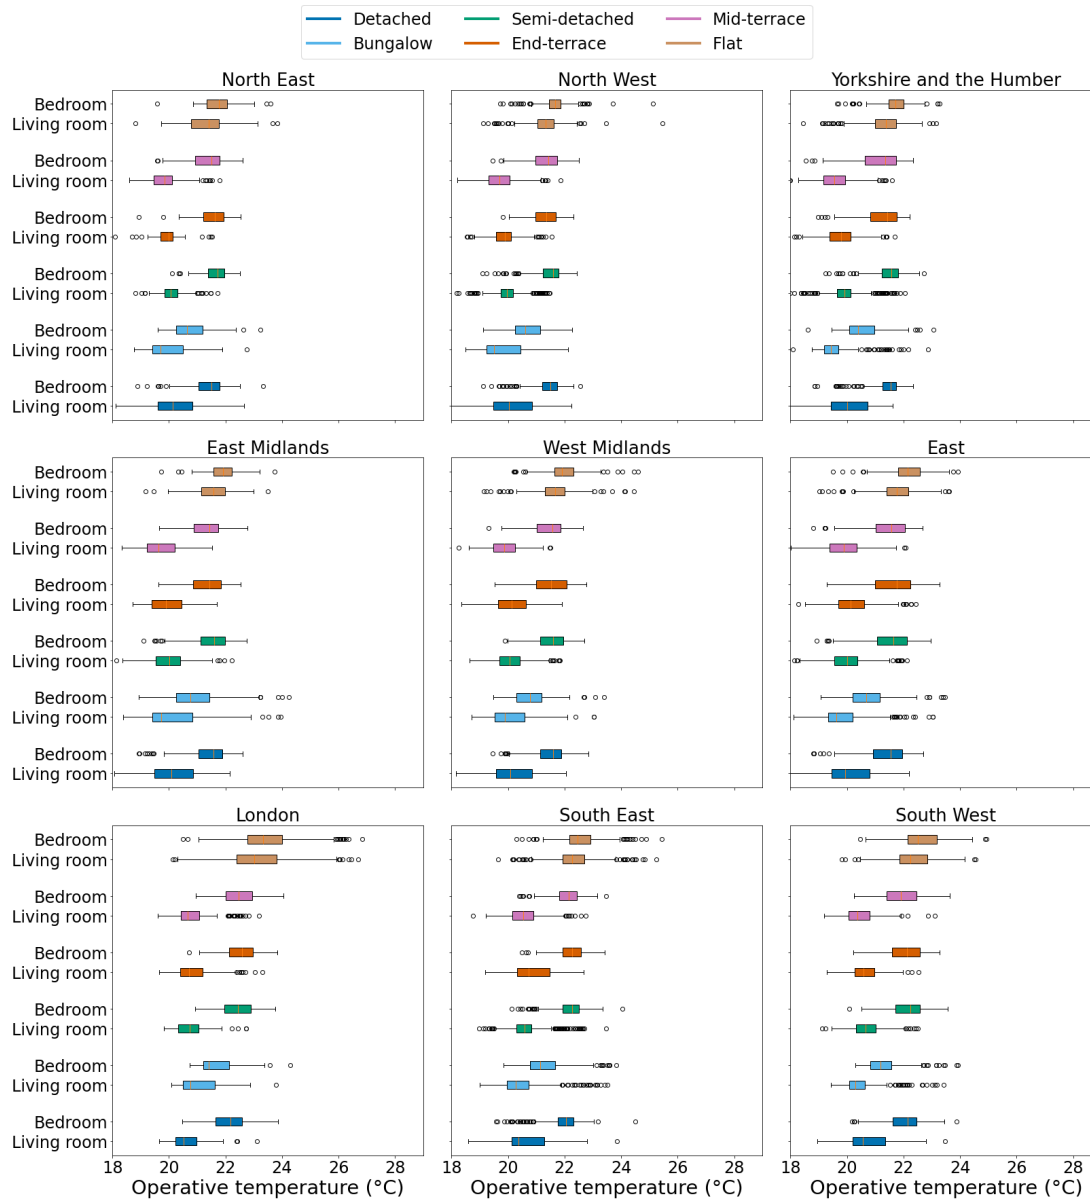 Detached Semi-detached Mid-terrace
Bungalow End-terrace Flat
North East North West Yorkshire and the Humber
Bedroom
Living room
Bedroom
Living room
Bedroom
Living room
Bedroom
Living room
Bedroom
Living room
Bedroom
Living room
East Midlands West Midlands East
Bedroom
Living room
Bedroom
Living room
Bedroom
Living room
Bedroom
Living room
Bedroom
Living room
Bedroom
Living room
London South East South West
Bedroom
Living room
Bedroom
Living room
Bedroom
Living room
Bedroom
Living room
Bedroom
Living room
Bedroom
Living room
18 20 22 24 26 28 18 20 22 24 26 28 18 20 22 24 26 28
Operative temperature (°C) Operative temperature (°C) Operative temperature (°C)